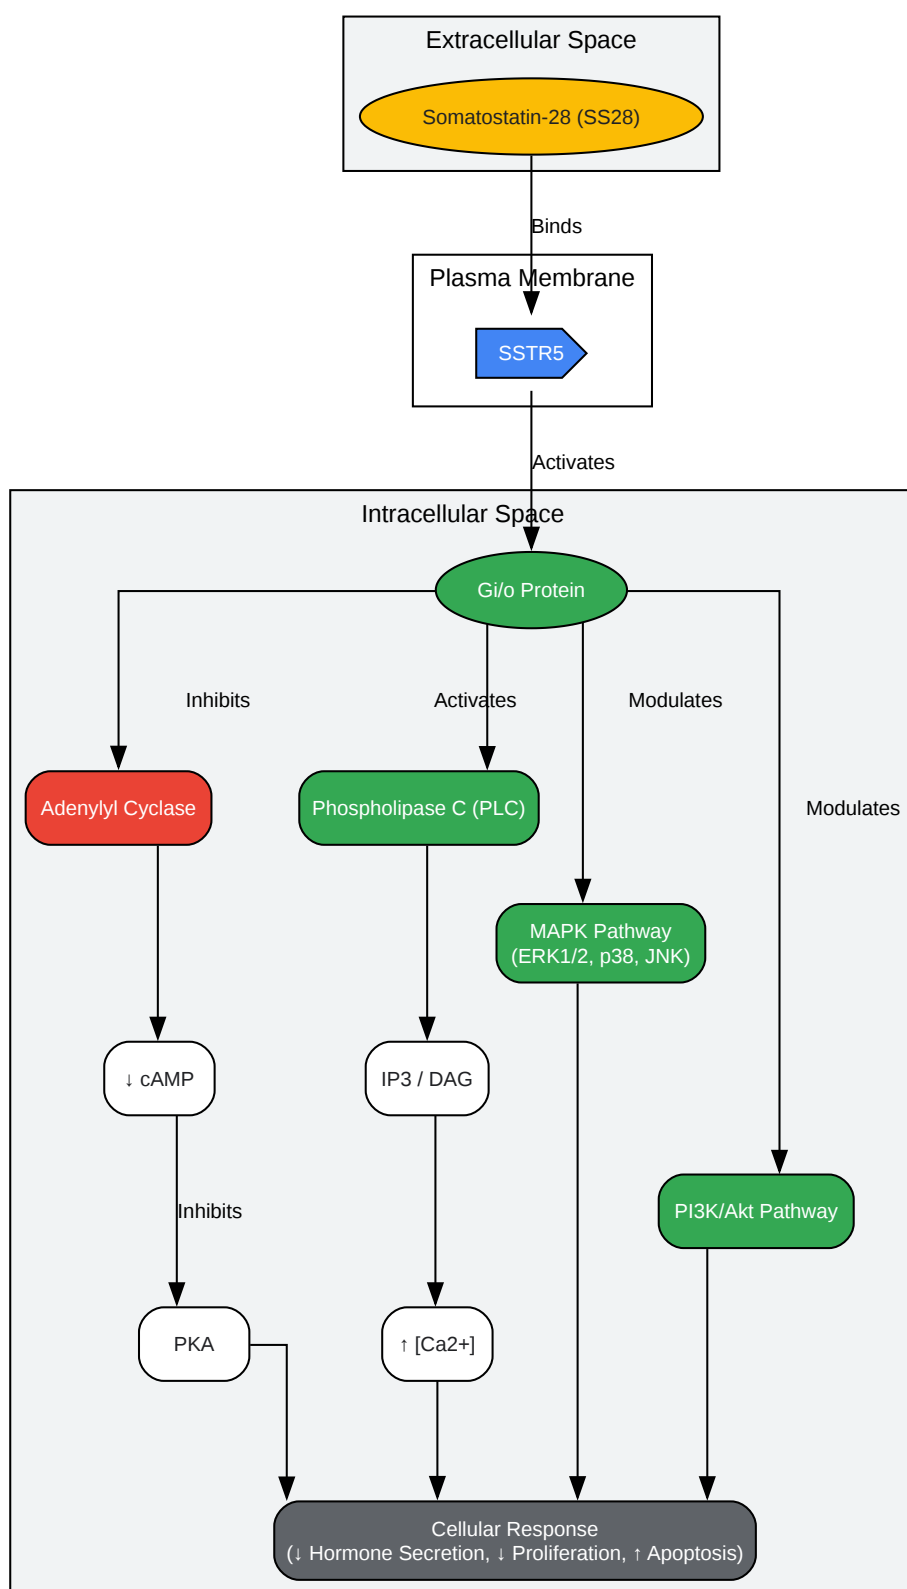 Extracellular Space
Somatostatin-28 (SS28)
Binds
Plasma Membrane
SSTR5
Activates
Intracellular Space
Gi/o Protein
Inhibits
Activates
Modulates
Modulates
Adenylyl Cyclase
Phospholipase C (PLC)
MAPK Pathway
(ERK1/2, p38, JNK)
↓ cAMP
IP3 / DAG
Inhibits
PI3K/Akt Pathway
PKA
↑ [Ca2+]
Cellular Response
(↓ Hormone Secretion, ↓ Proliferation, ↑ Apoptosis)